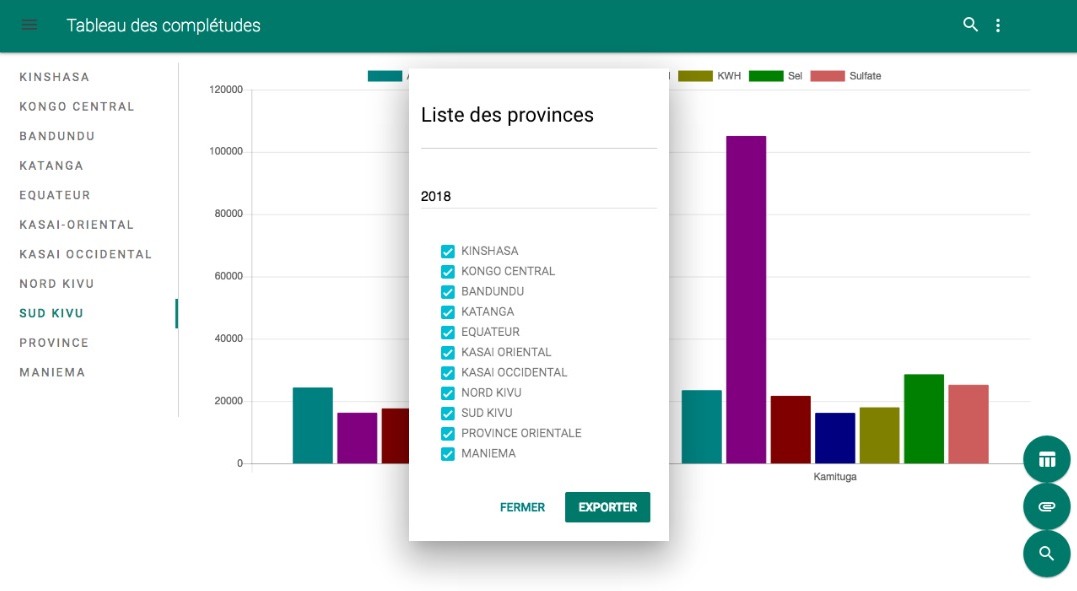 Tableau des complétudes
KINSHASA
KONGO CENTRAL
BANDUNDU
KATANGA
EQUATEUR
KASAI-ORIENTAL
KASAI OCCIDENTAL
NORD KIVU
SUD KIVU
PROVINCE
MANIEMA
KWH
Sel
Sulfate
120000
100000
80000
60000
40000
20000
0
Kamituga
Liste des provinces
2018
KINSHASA
KONGO CENTRAL
BANDUNDU
KATANGA
EQUATEUR
KASAI ORIENTAL
KASAI OCCIDENTAL
NORD KIVU
SUD KIVU
PROVINCE ORIENTALE
MANIEMA
FERMER
EXPORTER